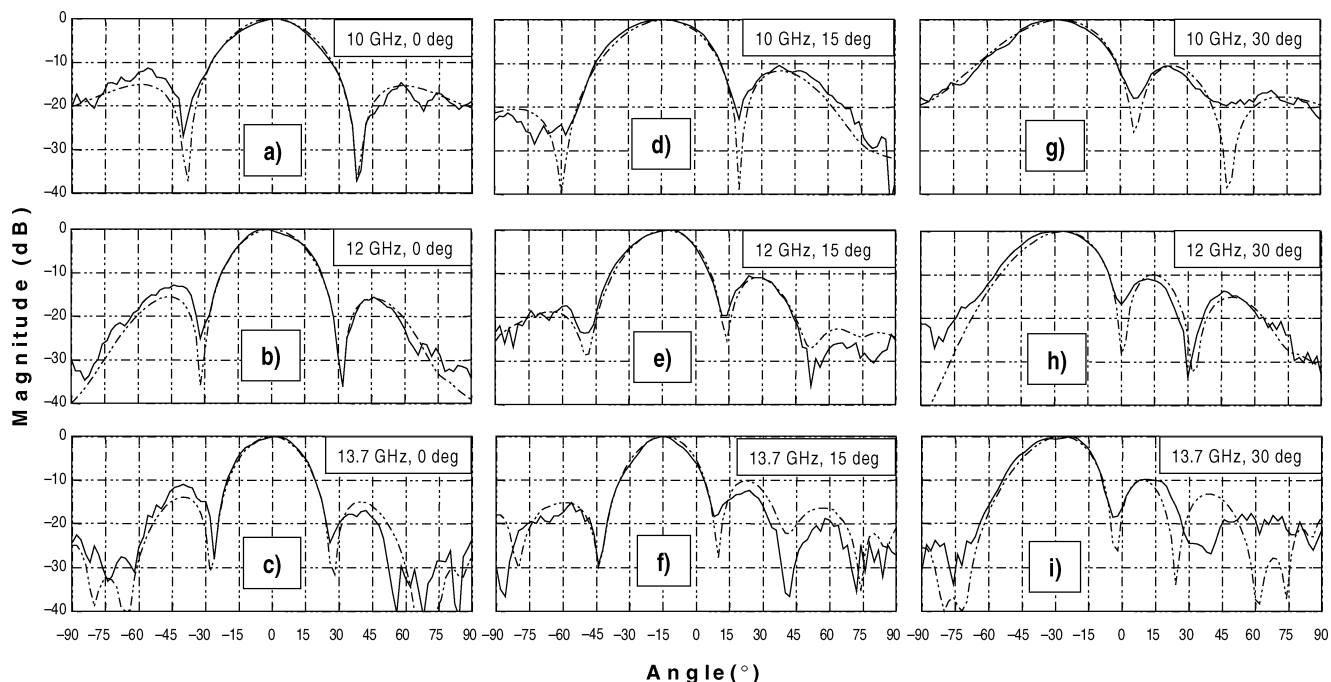 0
−10
−20
−30
−40
10 GHz, 0 deg
a)
10 GHz, 15 deg
d)
10 GHz, 30 deg
g)
0
−10
−20
−30
−40
12 GHz, 0 deg
b)
12 GHz, 15 deg
e)
12 GHz, 30 deg
h)
0
−10
−20
−30
−40
13.7 GHz, 0 deg
c)
13.7 GHz, 15 deg
f)
13.7 GHz, 30 deg
i)
Magnitude (dB)
−90 −75 −60 −45 −30 −15 0 15 30 45 60 75 −90 −75 −60 −45 −30 −15 0 15 30 45 60 75 90 −75 −60 −45 −30 −15 0 15 30 45 60 75 90
Angle(°)